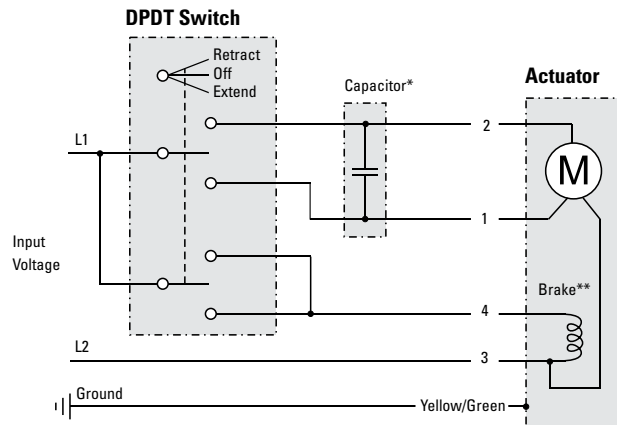 DPDT Switch
Retract
Off
Extend
Capacitor*
Actuator
L1
2
M
1
Input
Voltage
Brake**
4
L2
3
Ground
Yellow/Green